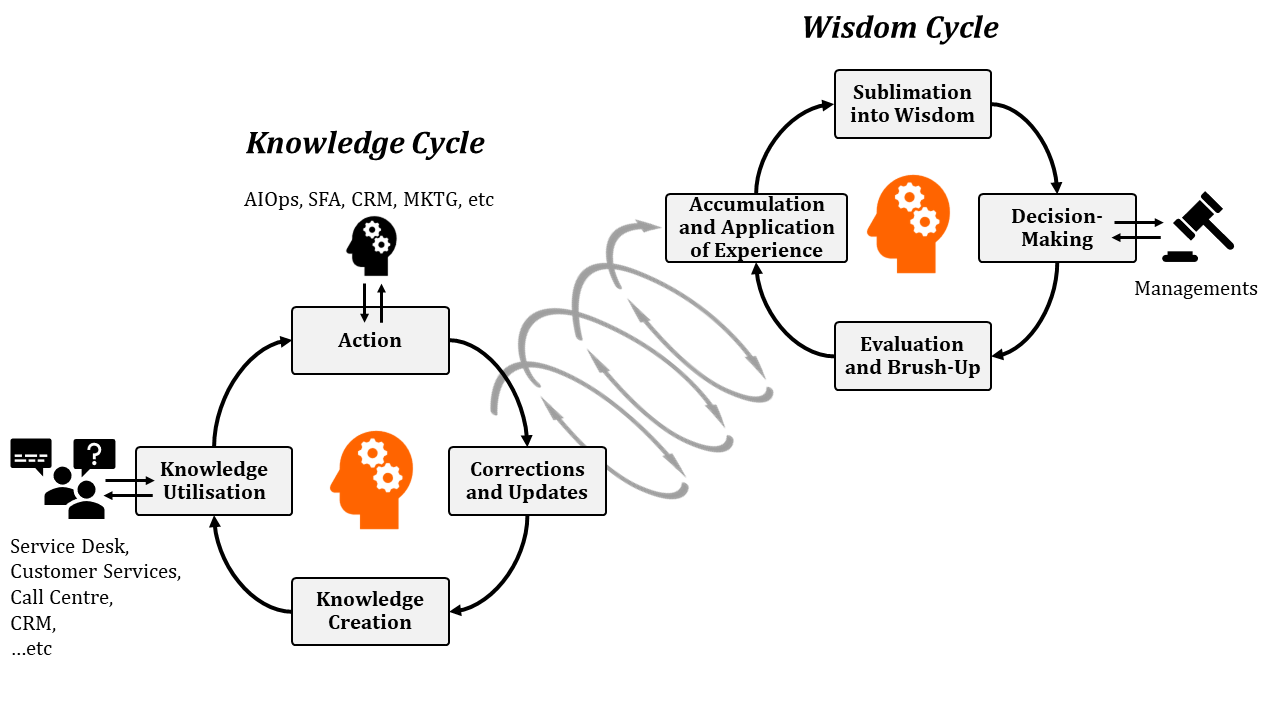 Wisdom Cycle
Sublimation
into Wisdom
Knowledge Cycle
AIOps, SFA, CRM, MKTG, etc
Accumulation
and Application
of Experience
Decision-
Making
Managements
Evaluation
and Brush-Up
Action
?
Knowledge
Utilisation
Corrections
and Updates
Service Desk,
Customer Services,
Call Centre,
CRM,
...etc
Knowledge
Creation